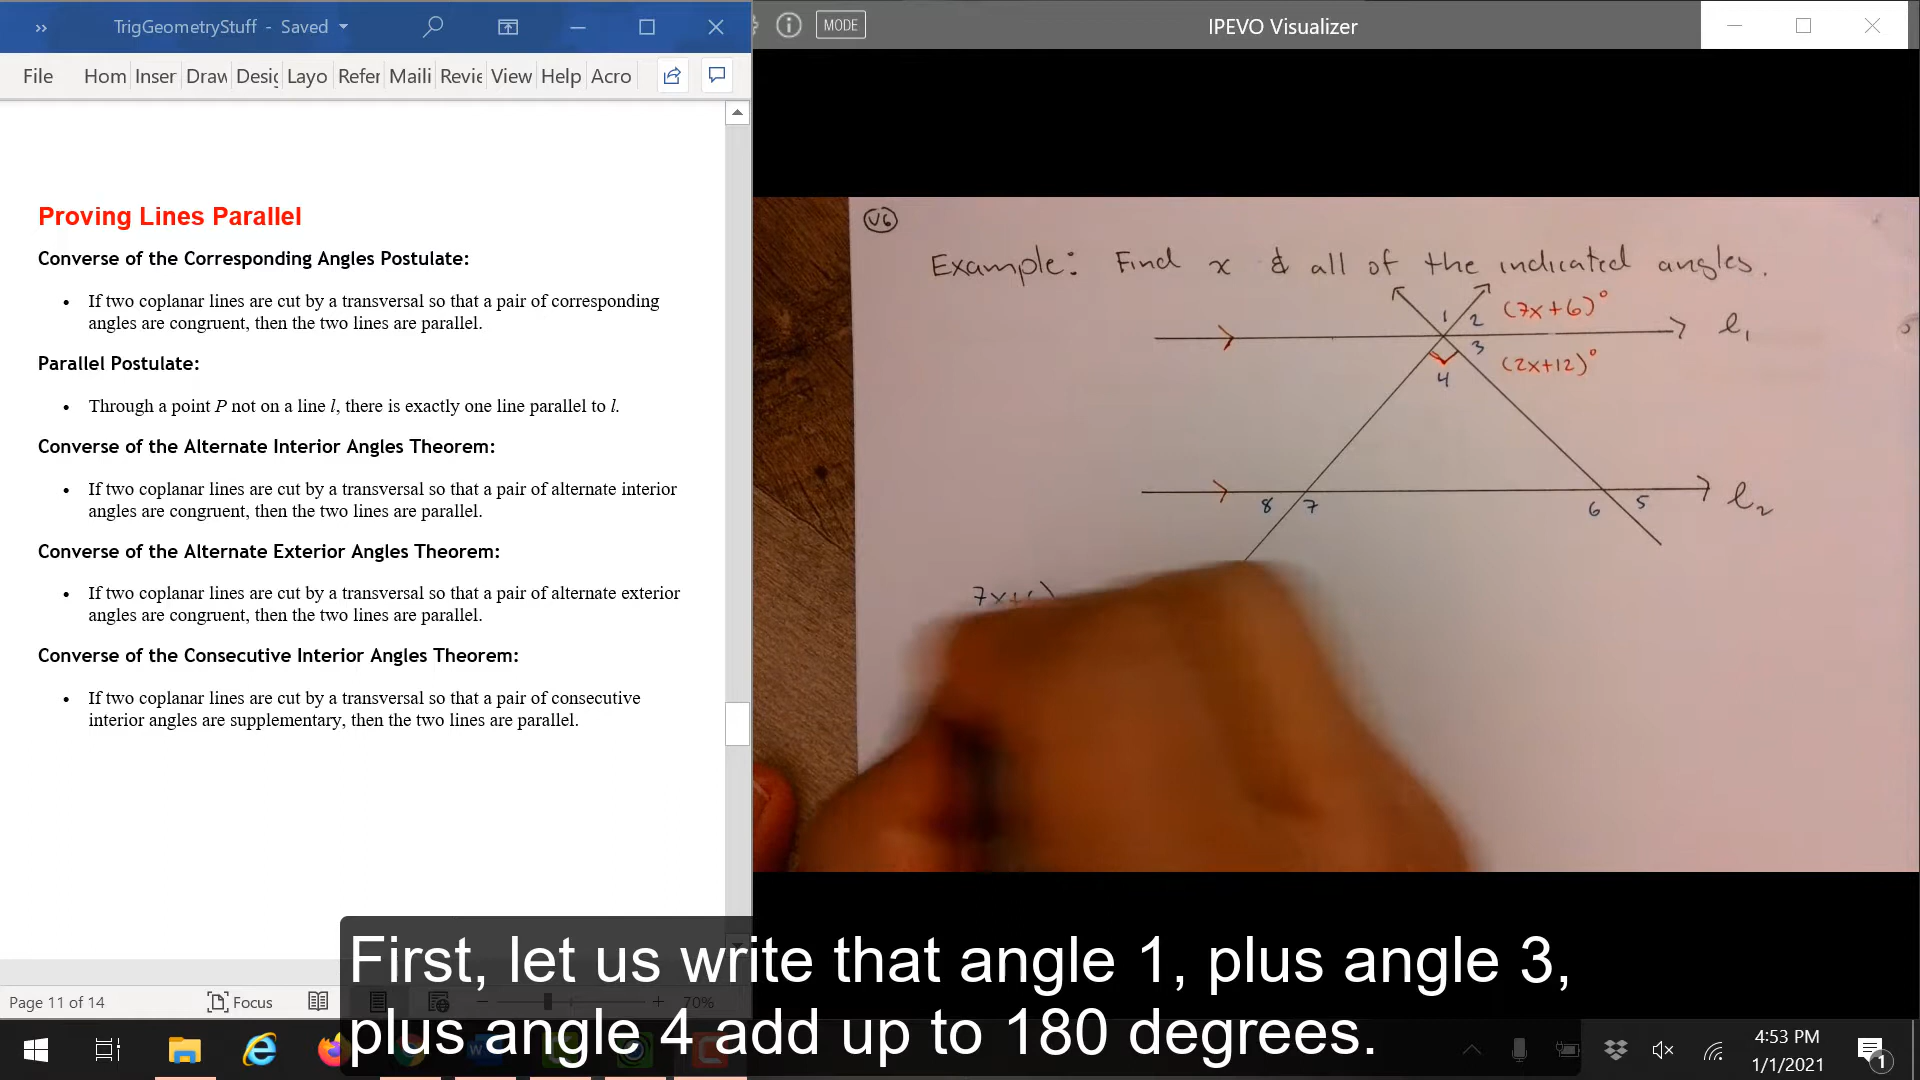 TrigGeometryStuff - Saved
MODE
IPEVO Visualizer
File Hom Inser Draw Desig Layo Refer Maili Revie View Help Acro
Proving Lines Parallel
Converse of the Corresponding Angles Postulate:
• If two coplanar lines are cut by a transversal so that a pair of corresponding
angles are congruent, then the two lines are parallel.
Parallel Postulate:
• Through a point P not on a line l, there is exactly one line parallel to l.
Converse of the Alternate Interior Angles Theorem:
• If two coplanar lines are cut by a transversal so that a pair of alternate interior
angles are congruent, then the two lines are parallel.
Converse of the Alternate Exterior Angles Theorem:
• If two coplanar lines are cut by a transversal so that a pair of alternate exterior
angles are congruent, then the two lines are parallel.
Converse of the Consecutive Interior Angles Theorem:
• If two coplanar lines are cut by a transversal so that a pair of consecutive
interior angles are supplementary, then the two lines are parallel.
V6
Example: Find x & all of the indicated angles.
1 2 (7x+6)°
l₁
3 (2x+12)°
4
8 7 6 5 l₂
7x+
First, let us write that angle 1, plus angle 3,
plus angle 4 add up to 180 degrees.
Page 11 of 14 Focus 70%
4:53 PM
1/1/2021
1